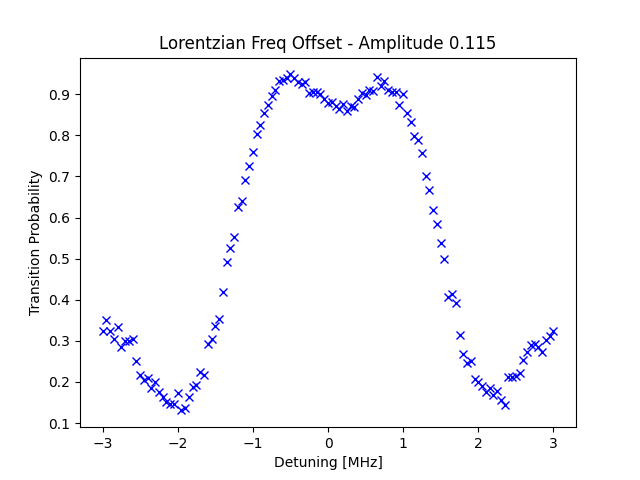 Lorentzian Freq Offset - Amplitude 0.115
Transition Probability
0.9
0.8
0.7
0.6
0.5
0.4
0.3
0.2
0.1
−3 −2 −1 0 1 2 3
Detuning [MHz]